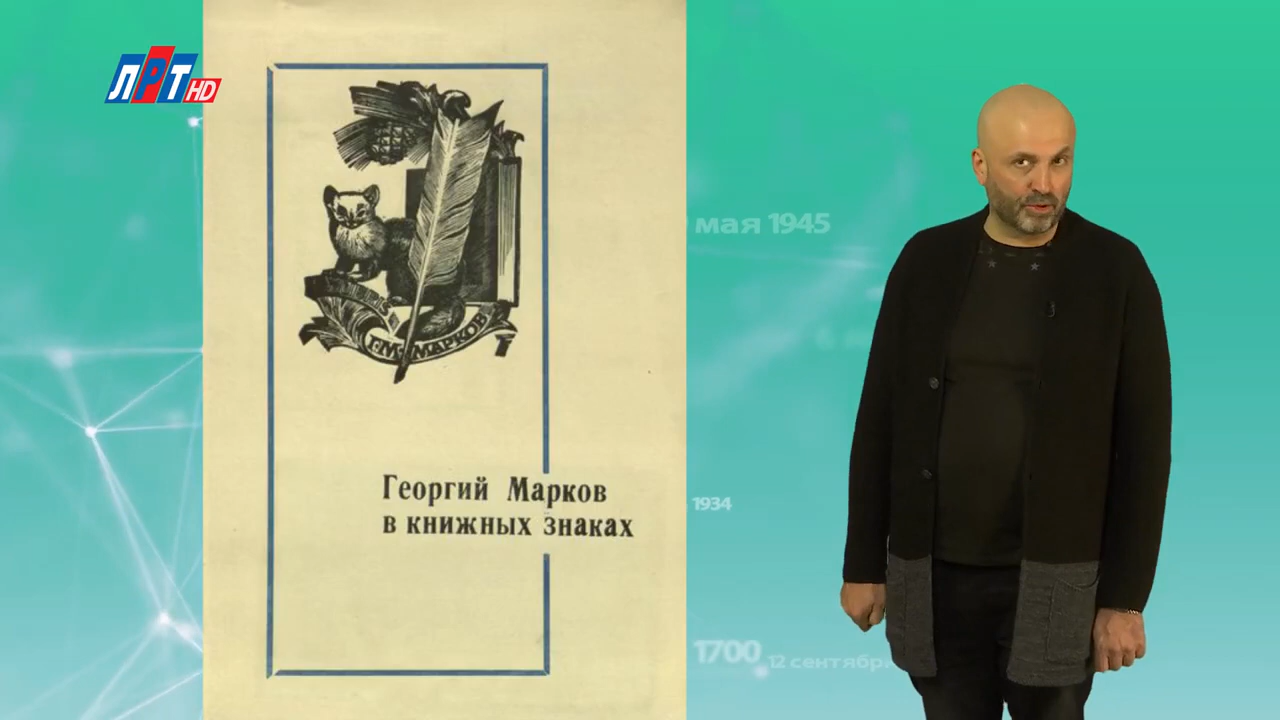 ЛРТ HD
Г·М·МАРКОВ
Георгий Марков
в книжных знаках
мая 1945
1934
1700
12 сентябр